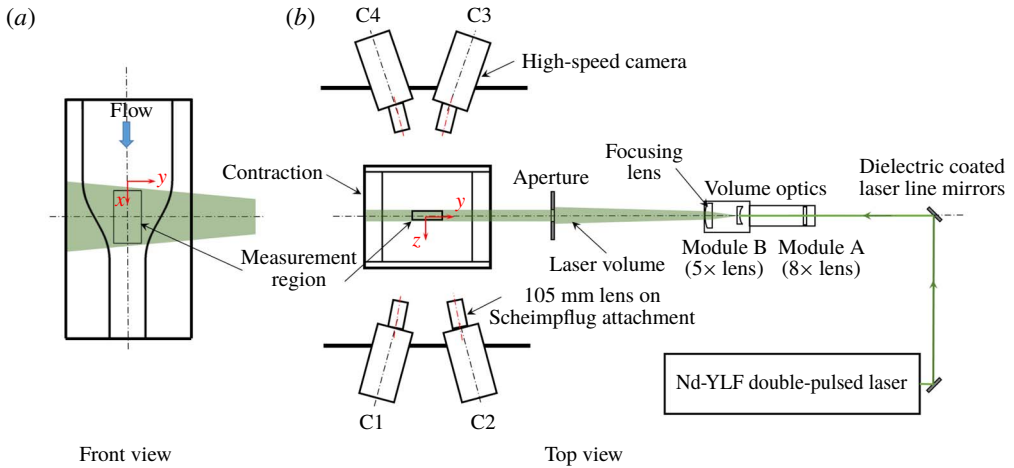 (a)
Flow
y
x
Measurement
region
Front view
(b)
C4
C3
High-speed camera
Contraction
Aperture
Focusing
lens
Volume optics
Dielectric coated
laser line mirrors
y
z
Laser volume
Module B
(5× lens)
Module A
(8× lens)
105 mm lens on
Scheimpflug attachment
Nd-YLF double-pulsed laser
C1
C2
Top view